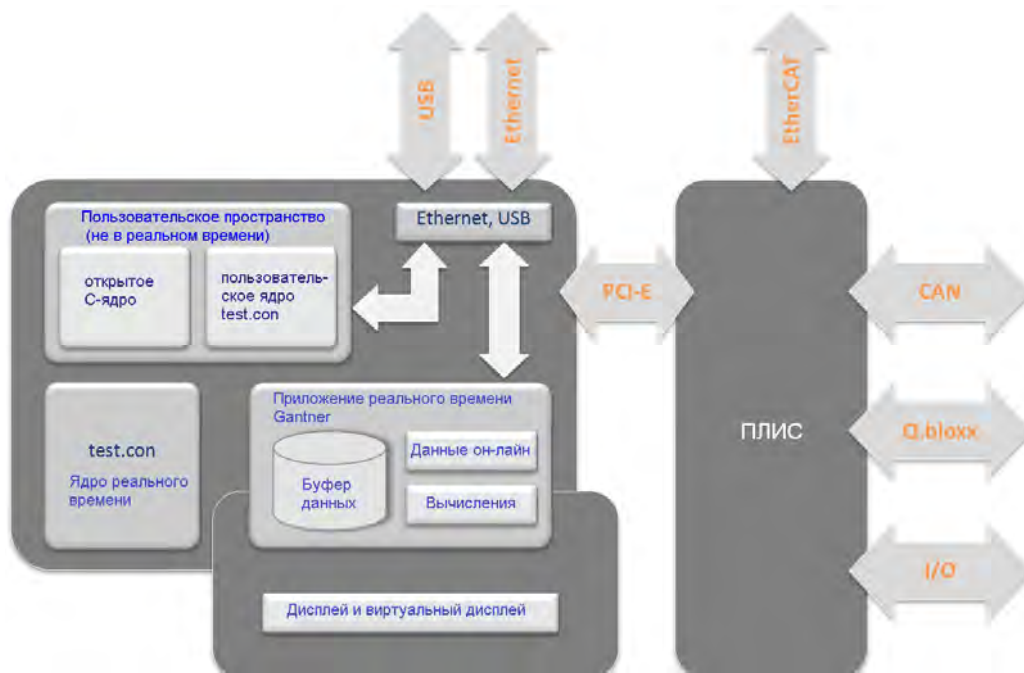 USB
Ethernet
EtherCAT
Пользовательское пространство
(не в реальном времени)
Ethernet, USB
открытое
C-ядро
пользователь-
ское ядро
test.con
PCI-E
CAN
Приложение реального времени
Gantner
test.con
Ядро реального
времени
Буфер
данных
Данные он-лайн
Вычисления
ПЛИС
Q.bloxx
I/O
Дисплей и виртуальный дисплей